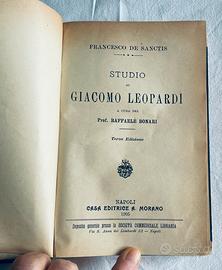 FRANCESCO DE SANCTIS
STUDIO
SU
GIACOMO LEOPARDI
A CURA DEL
Prof. RAFFAELE BONARI
Terza Edizione
NAPOLI
CASA EDITRICE A. MORANO
1905
Deposito generale presso la SOCIETÀ COMMERCIALE LIBRARIA
Via S. Anna dei Lombardi
Napoli
subito